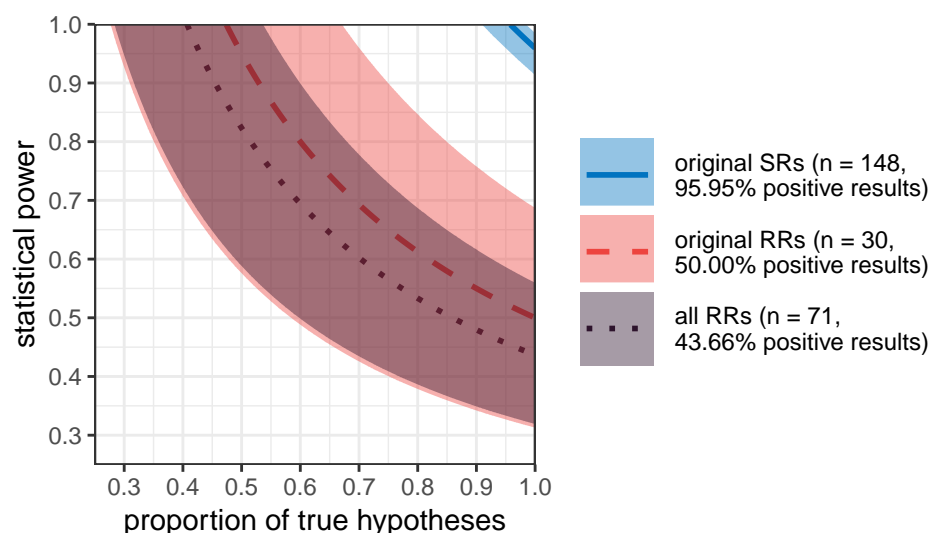 1.0
0.9
0.8
0.7
0.6
0.5
0.4
0.3
statistical power
0.3 0.4 0.5 0.6 0.7 0.8 0.9 1.0
proportion of true hypotheses
original SRs (n = 148,
95.95% positive results)
original RRs (n = 30,
50.00% positive results)
all RRs (n = 71,
43.66% positive results)